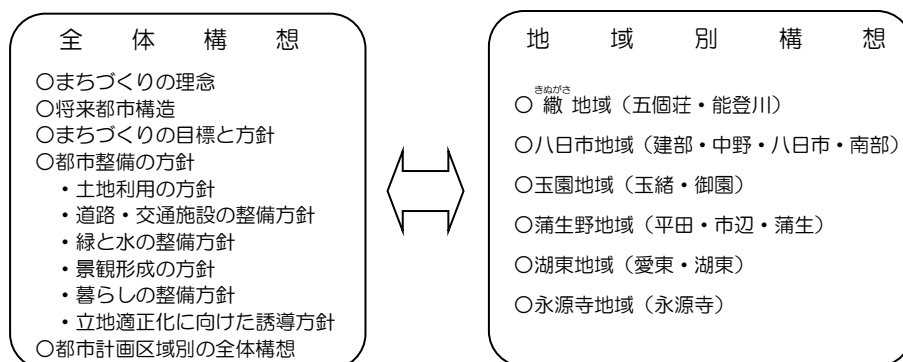 全体構想
○まちづくりの理念
○将来都市構造
○まちづくりの目標と方針
○都市整備の方針
・土地利用の方針
・道路・交通施設の整備方針
・緑と水の整備方針
・景観形成の方針
・暮らしの整備方針
・立地適正化に向けた誘導方針
○都市計画区域別の全体構想
地域別構想
きぬがさ
○繖地域（五個荘・能登川）
○八日市地域（建部・中野・八日市・南部）
○玉園地域（玉緒・御園）
○蒲生野地域（平田・市辺・蒲生）
○湖東地域（愛東・湖東）
○永源寺地域（永源寺）